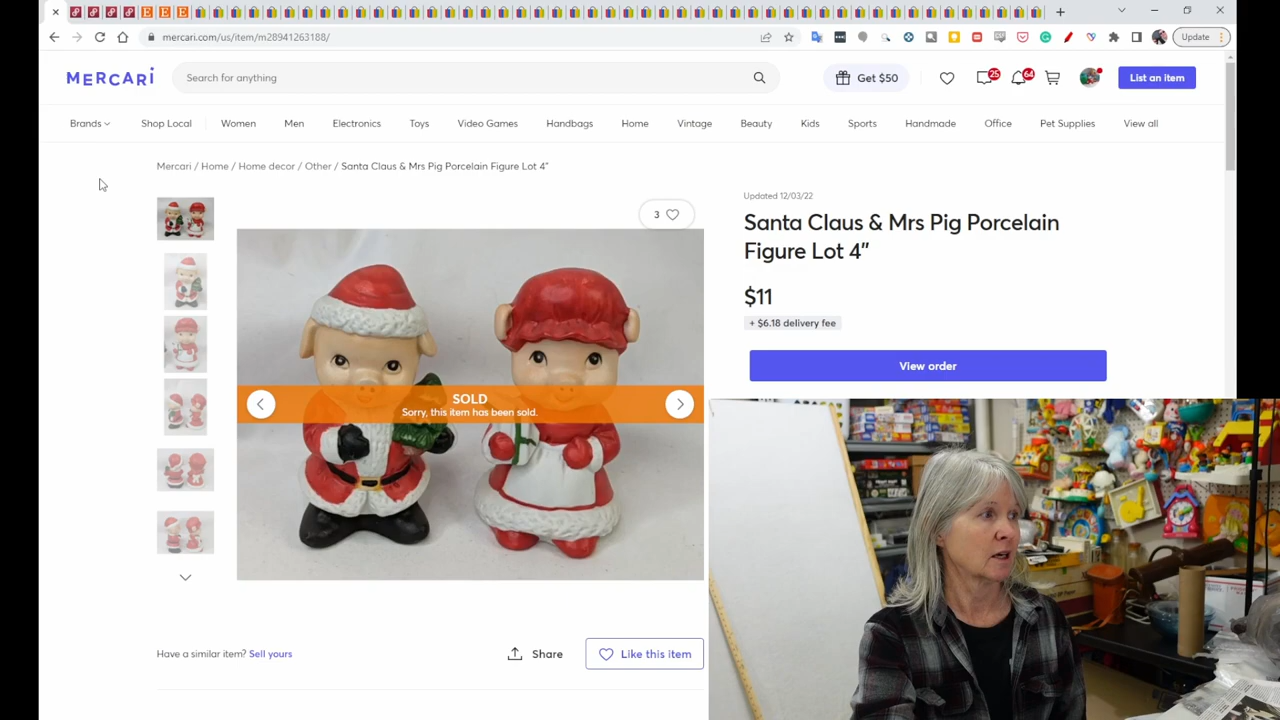 Update
mercari.com/us/item/m28941263188/
MERCARI
Search for anything
Get $50
25
64
List an item
Brands
Shop Local
Women
Men
Electronics
Toys
Video Games
Handbags
Home
Vintage
Beauty
Kids
Sports
Handmade
Office
Pet Supplies
View all
Mercari / Home / Home decor / Other / Santa Claus & Mrs Pig Porcelain Figure Lot 4”
3
Updated 12/03/22
Santa Claus & Mrs Pig Porcelain
Figure Lot 4”
$11
+ $6.18 delivery fee
View order
SOLD
Sorry, this item has been sold.
Have a similar item? Sell yours
Share
Like this item